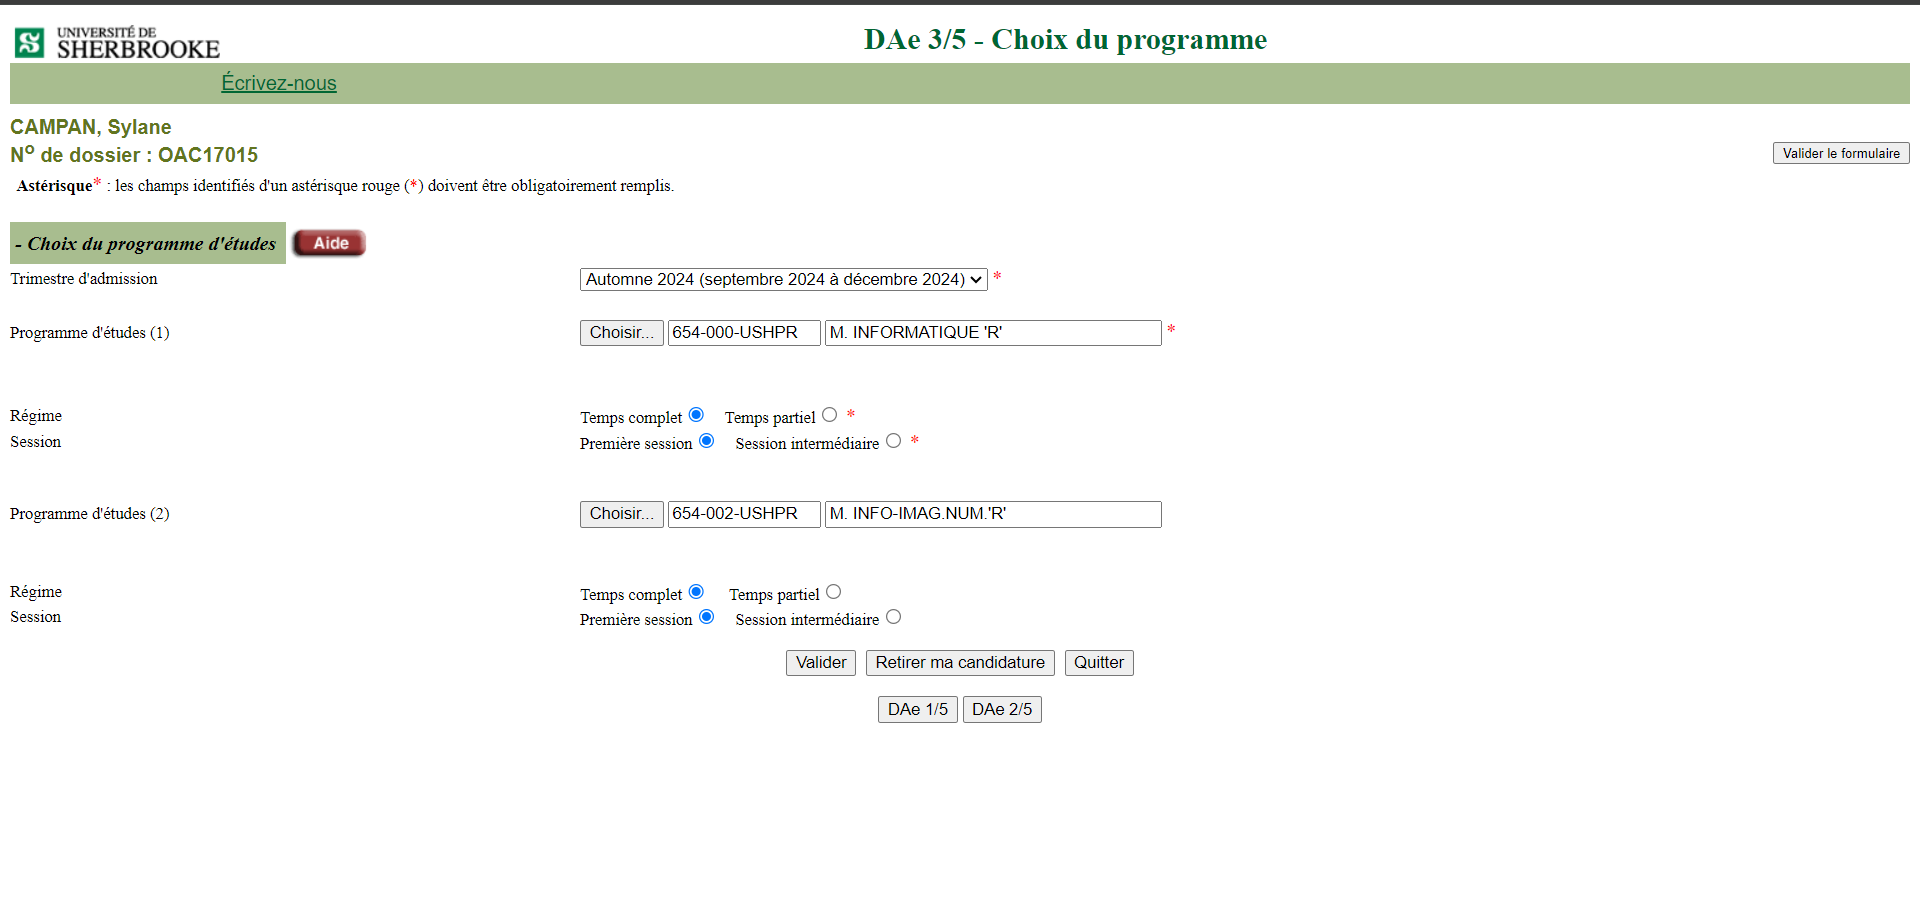 UNIVERSITÉ DE
SHERBROOKE
DAe 3/5 - Choix du programme
Écrivez-nous
CAMPAN, Sylane
Nº de dossier : OAC17015
Valider le formulaire
Astérisque* : les champs identifiés d'un astérisque rouge (*) doivent être obligatoirement remplis.
- Choix du programme d'études Aide
Trimestre d'admission Automne 2024 (septembre 2024 à décembre 2024) *
Programme d'études (1) Choisir... 654-000-USHPR M. INFORMATIQUE 'R' *
Régime Temps complet Temps partiel *
Session Première session Session intermédiaire *
Programme d'études (2) Choisir... 654-002-USHPR M. INFO-IMAG.NUM.'R'
Régime Temps complet Temps partiel
Session Première session Session intermédiaire
Valider Retirer ma candidature Quitter
DAe 1/5 DAe 2/5